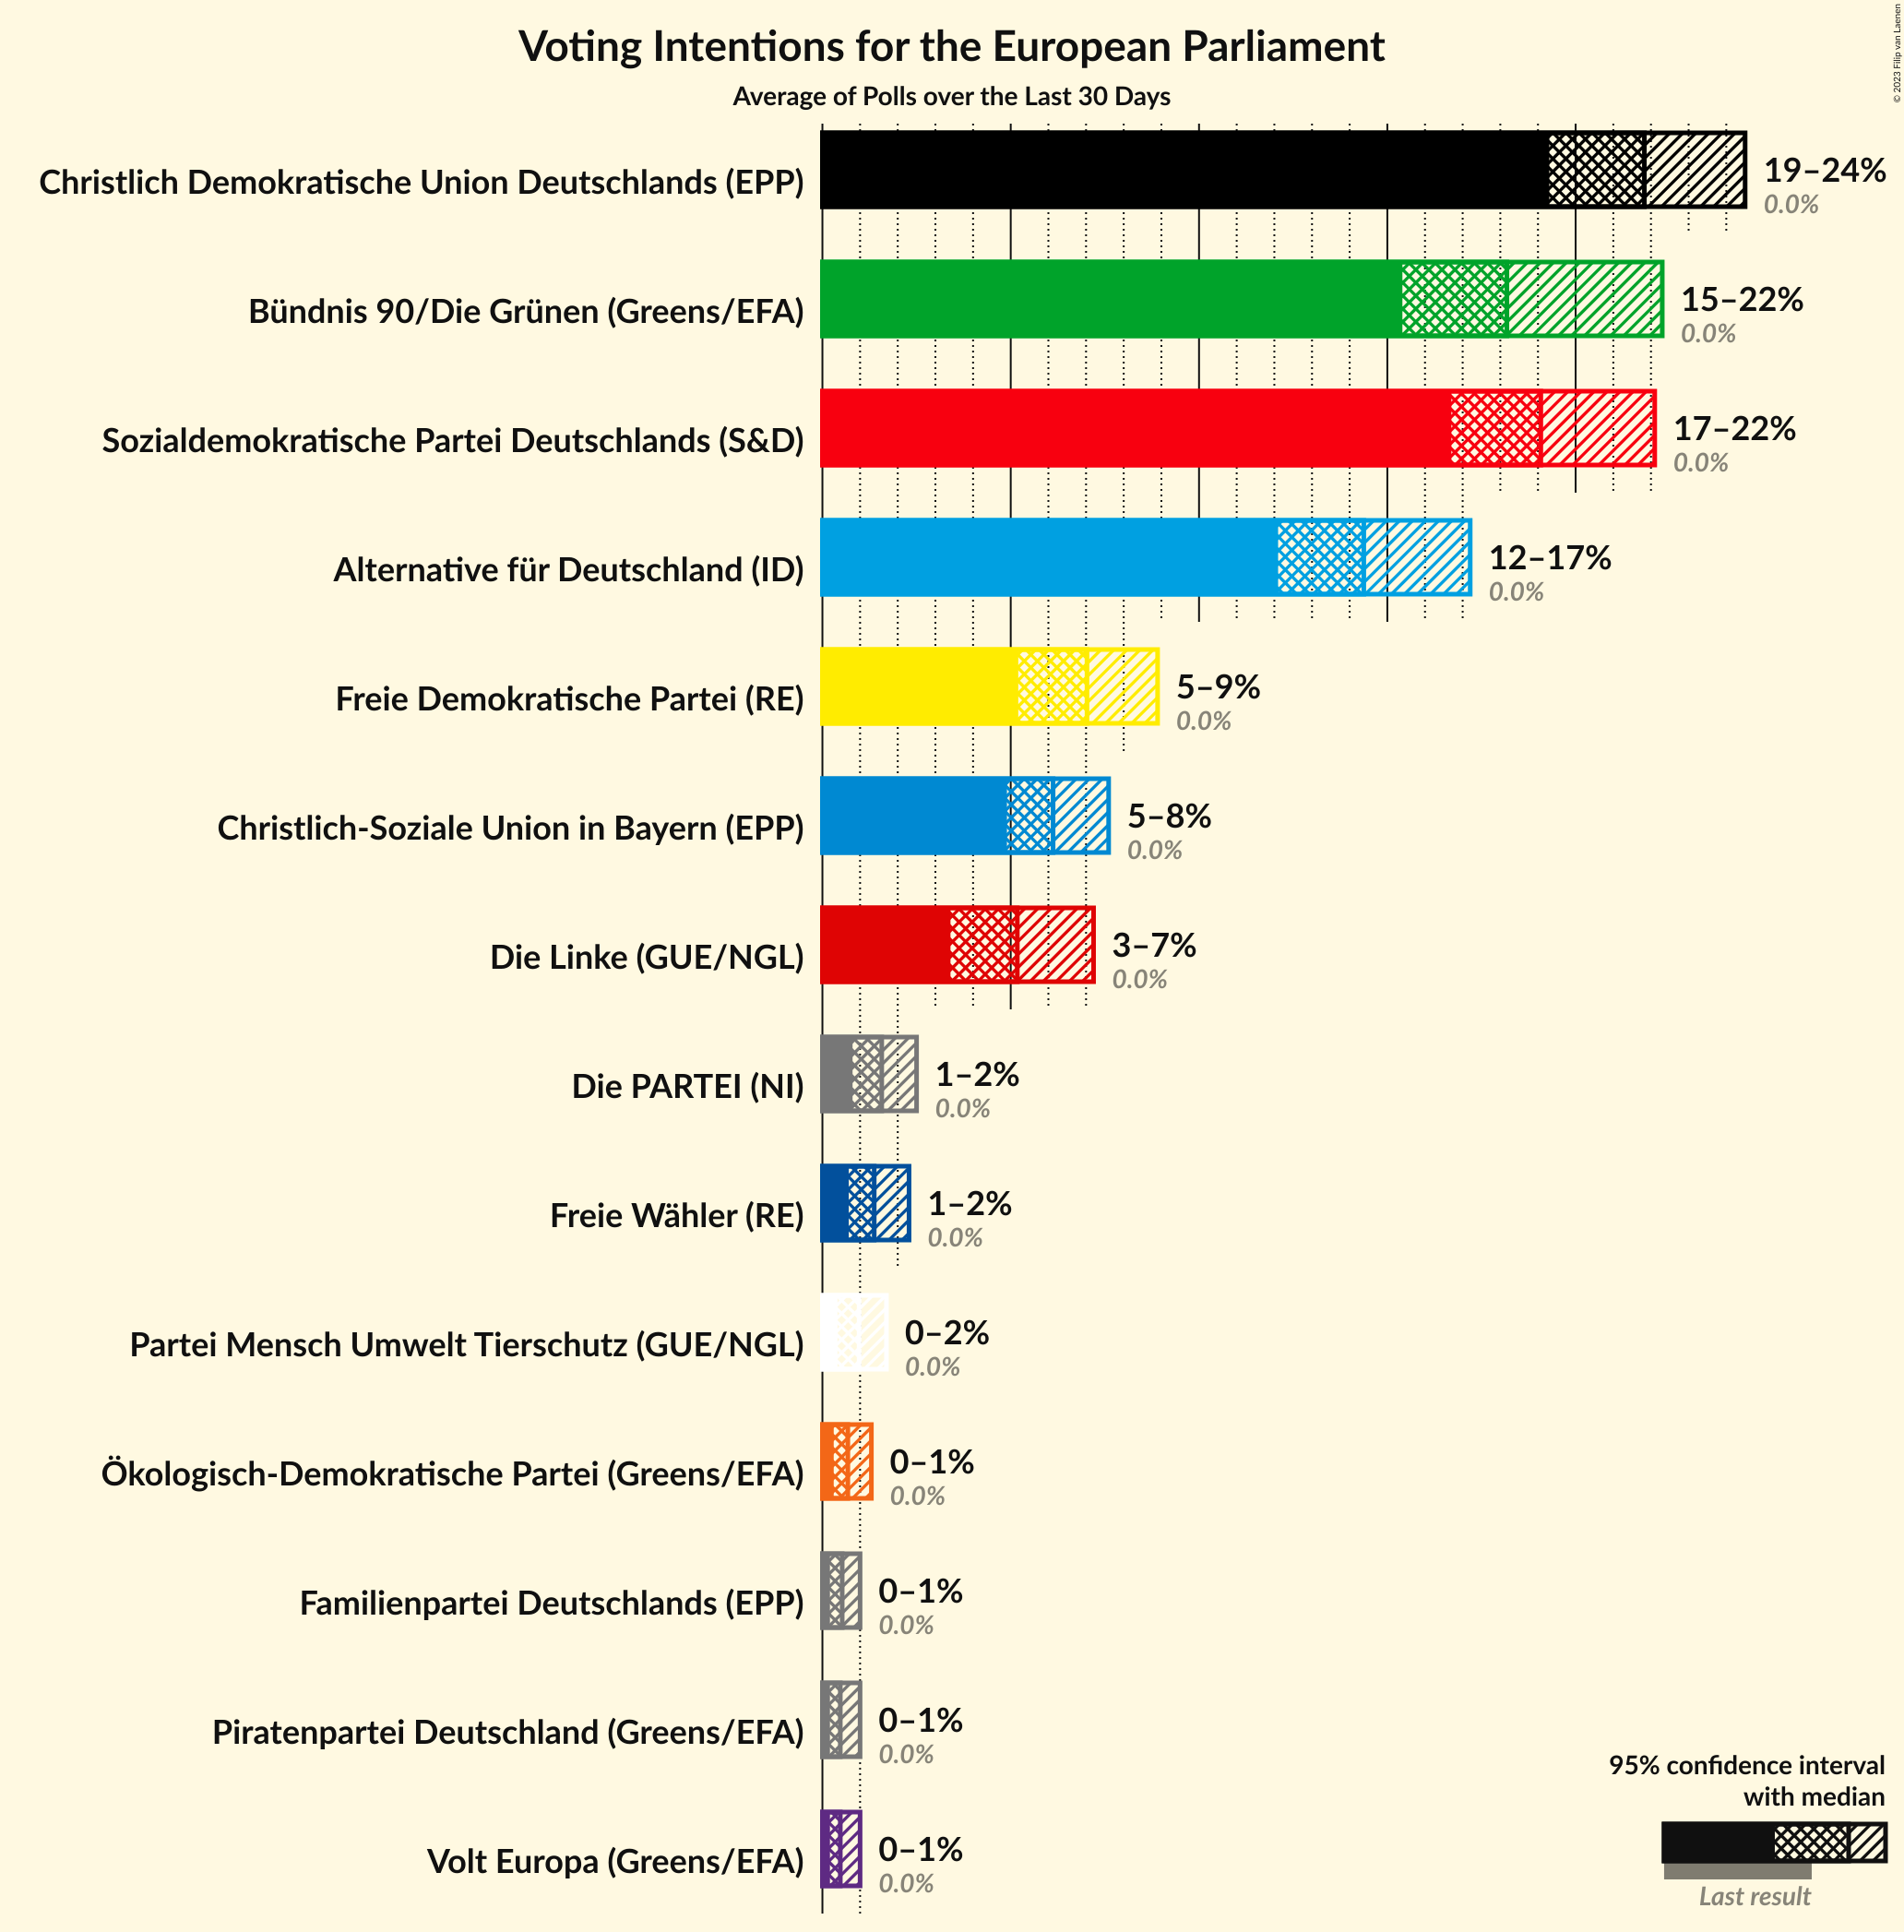 Voting Intentions for the European Parliament
Average of Polls over the Last 30 Days
© 2023 Filip van Laenen
Christlich Demokratische Union Deutschlands (EPP)
19–24%
0.0%
Bündnis 90/Die Grünen (Greens/EFA)
15–22%
0.0%
Sozialdemokratische Partei Deutschlands (S&D)
17–22%
0.0%
Alternative für Deutschland (ID)
12–17%
0.0%
Freie Demokratische Partei (RE)
5–9%
0.0%
Christlich-Soziale Union in Bayern (EPP)
5–8%
0.0%
Die Linke (GUE/NGL)
3–7%
0.0%
Die PARTEI (NI)
1–2%
0.0%
Freie Wähler (RE)
1–2%
0.0%
Partei Mensch Umwelt Tierschutz (GUE/NGL)
0–2%
0.0%
Ökologisch-Demokratische Partei (Greens/EFA)
0–1%
0.0%
Familienpartei Deutschlands (EPP)
0–1%
0.0%
Piratenpartei Deutschland (Greens/EFA)
0–1%
0.0%
Volt Europa (Greens/EFA)
0–1%
0.0%
95% confidence interval
with median
Last result